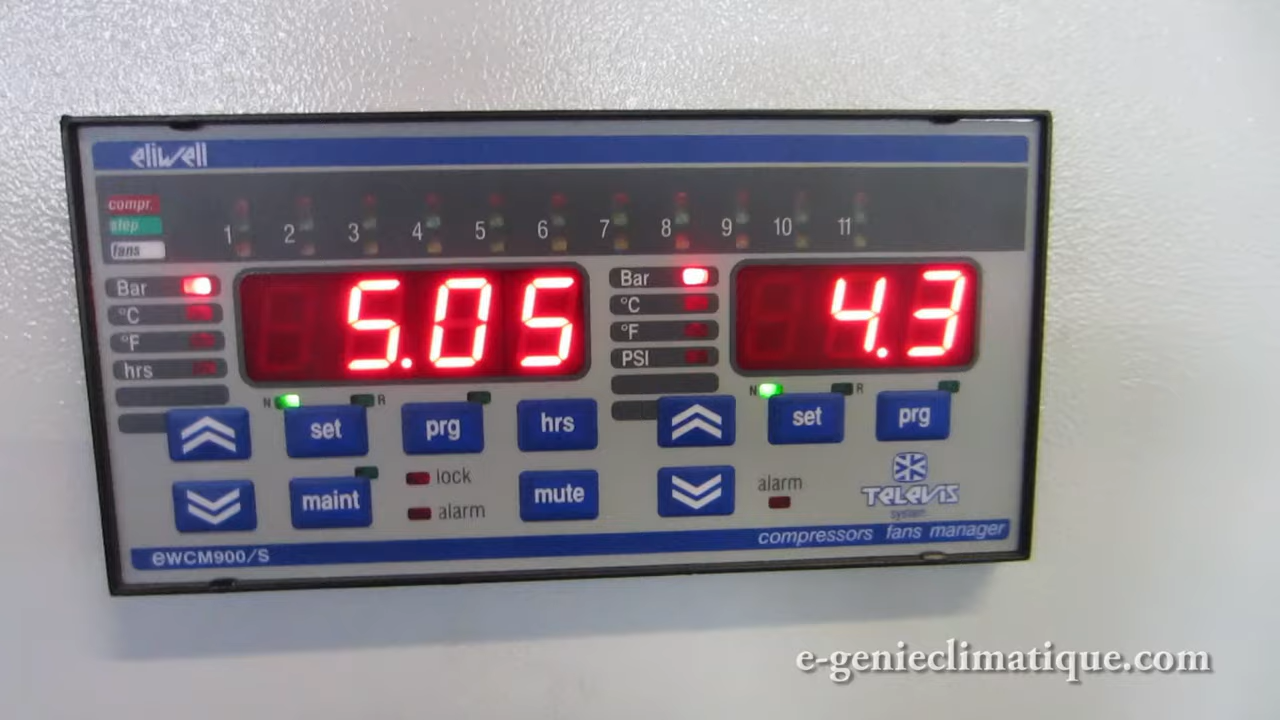 eliwell
compr.
step
fans
1 2 3 4 5 6 7 8 9 10 11
Bar
°C
°F
hrs
5.05
Bar
°C
°F
PSI
4.3
N R
set
prg
hrs
N R
set
prg
maint
lock
alarm
mute
alarm
TELEVIS
system
compressors fans manager
eWCM900/S
e-genieclimatique.com